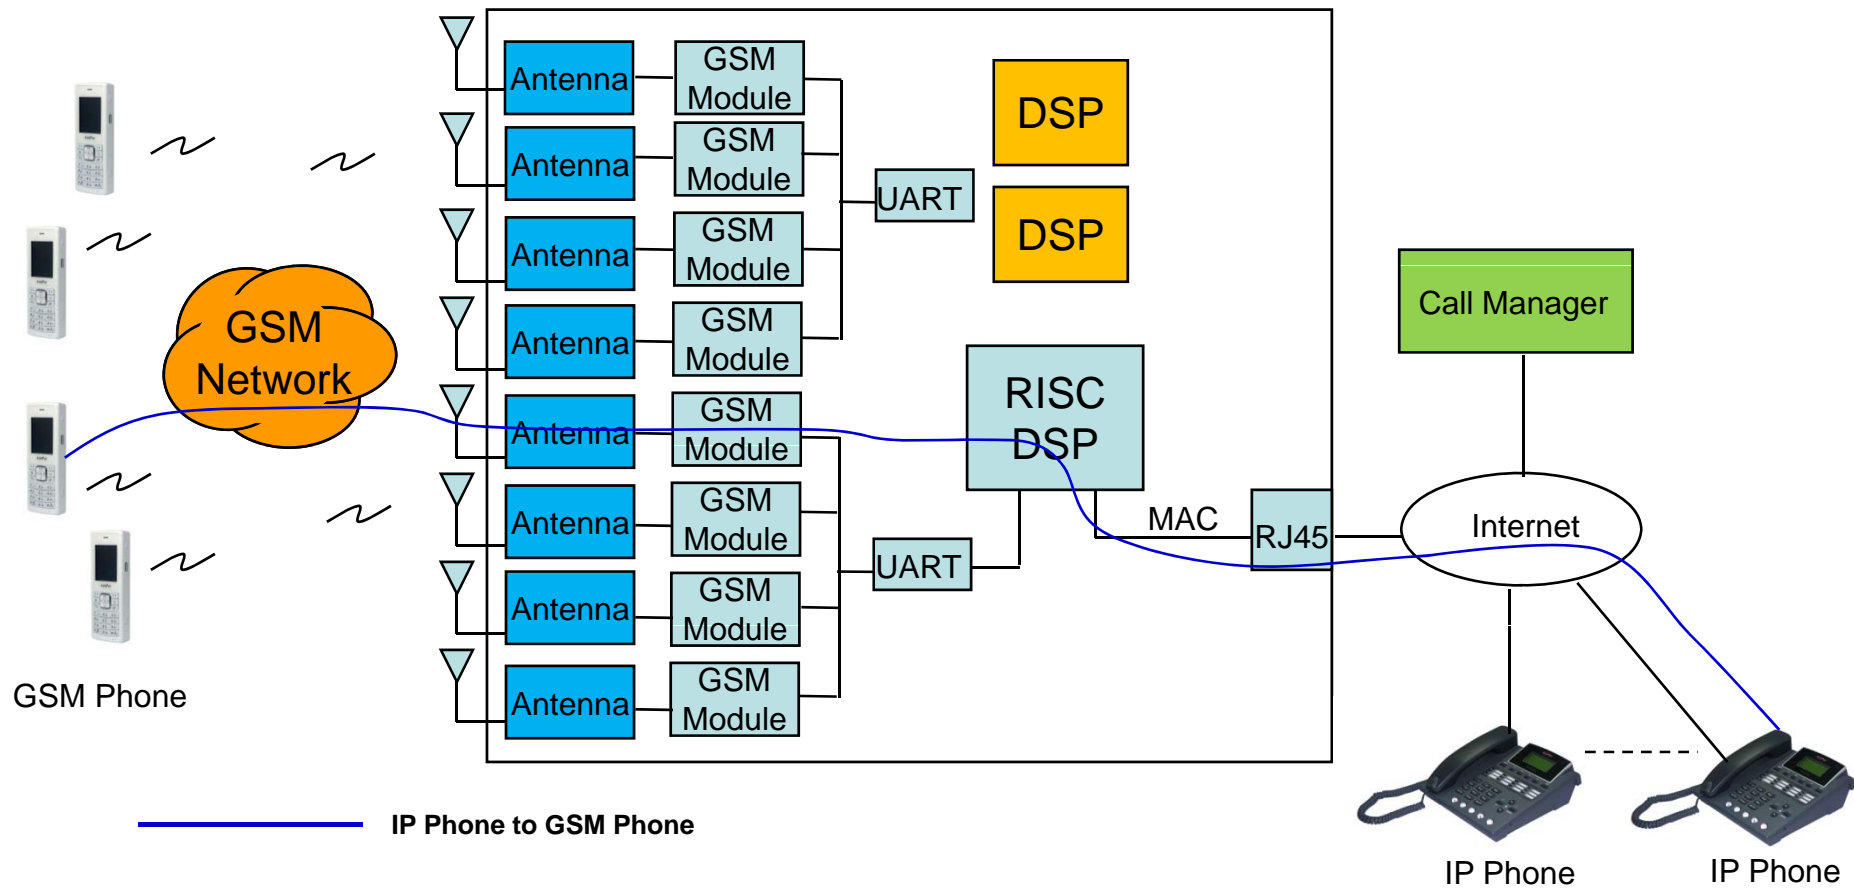 Antenna
GSM
Module
Antenna
GSM
Module
Antenna
GSM
Module
Antenna
GSM
Module
Antenna
GSM
Module
Antenna
GSM
Module
Antenna
GSM
Module
Antenna
GSM
Module
UART
UART
DSP
DSP
RISC
DSP
MAC
RJ45
GSM
Network
GSM Phone
Call Manager
Internet
IP Phone
IP Phone
IP Phone to GSM Phone